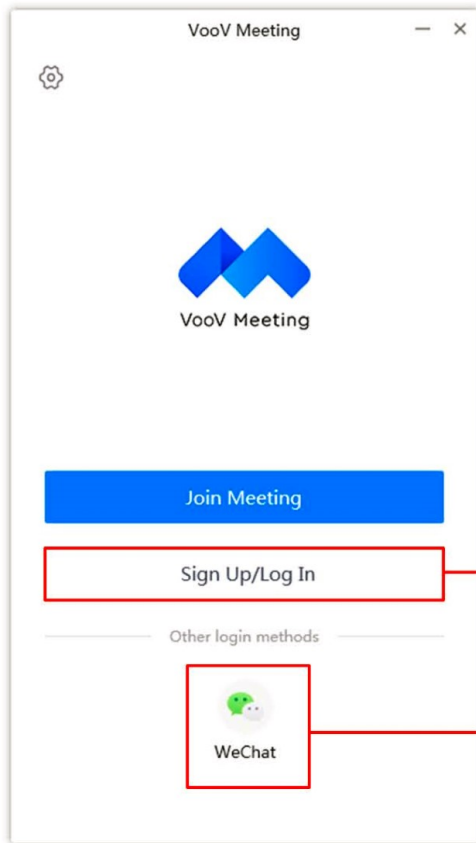 VooV Meeting
VooV Meeting
Join Meeting
Sign Up/Log In
Other login methods
WeChat